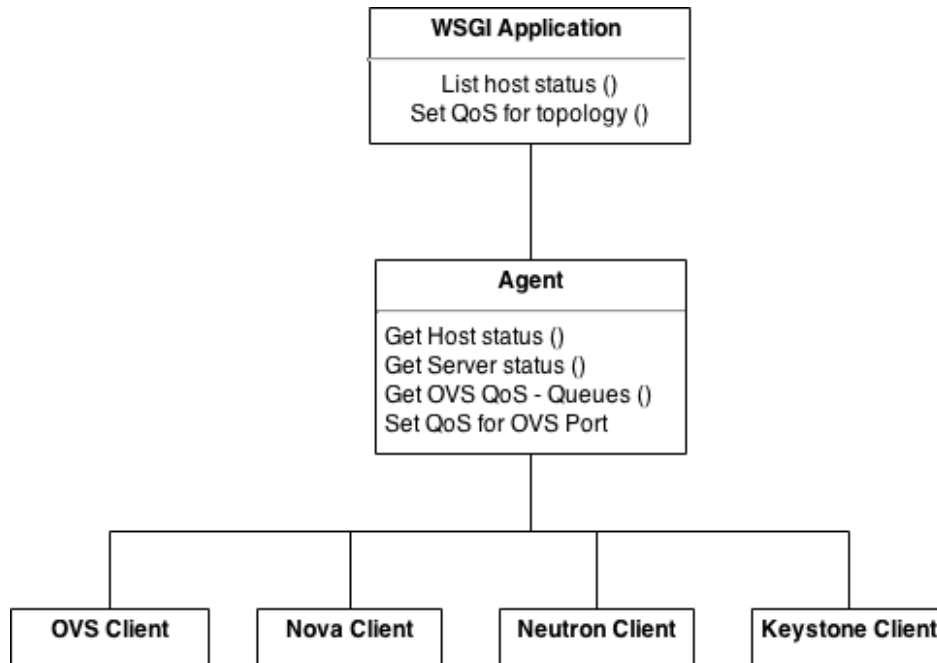 WSGI Application
List host status ()
Set QoS for topology ()
Agent
Get Host status ()
Get Server status ()
Get OVS QoS - Queues ()
Set QoS for OVS Port
OVS Client
Nova Client
Neutron Client
Keystone Client